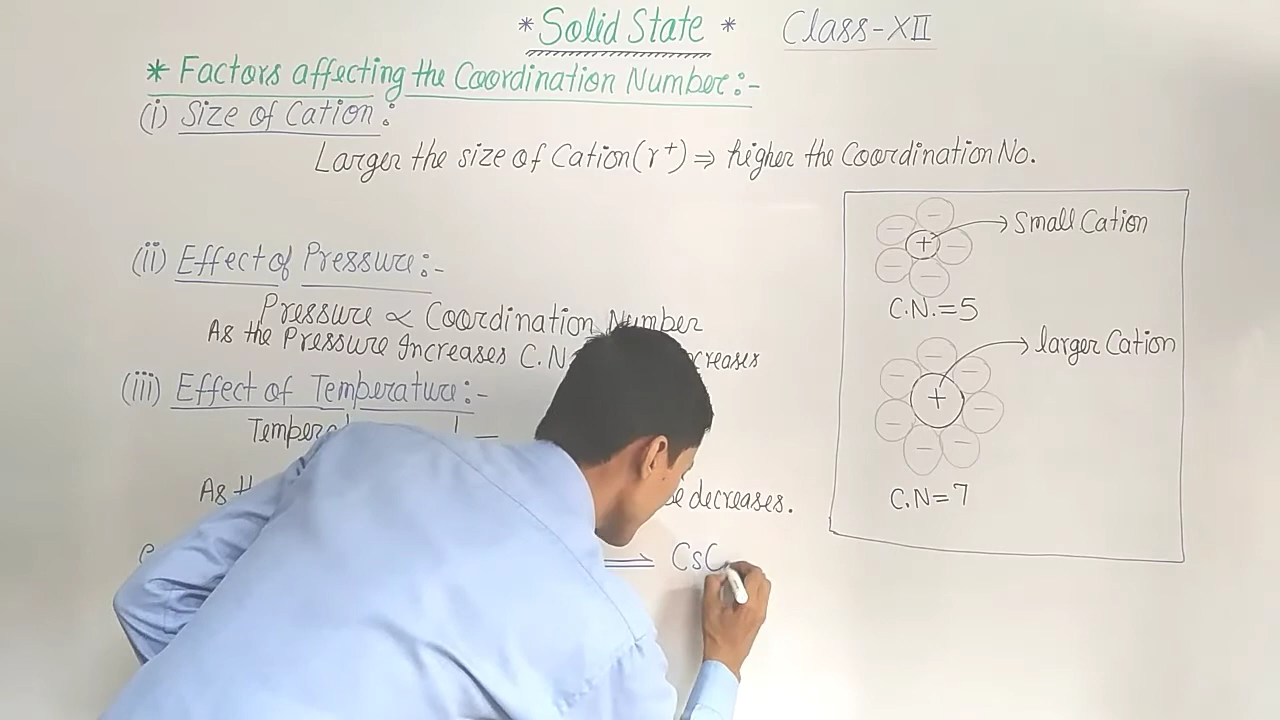 * Solid State * Class-XII
* Factors affecting the Coordination Number:-
(i) Size of Cation:
Larger the size of Cation(r⁺) ⇒ higher the Coordination No.
(ii) Effect of Pressure:-
Pressure ∝ Coordination Number
As the Pressure Increases C.N
(iii) Effect of Temperature:-
1
As
decreases.
CsC
+
−
−
−
−
−
Small Cation
C.N.=5
+
−
−
−
−
−
−
−
larger Cation
C.N=7